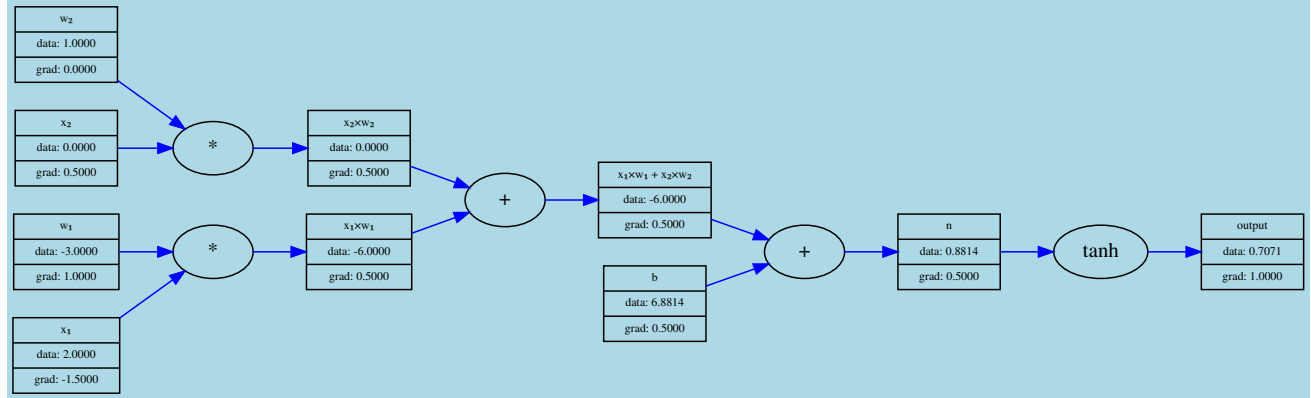 w₂
data: 1.0000
grad: 0.0000
x₂
data: 0.0000
grad: 0.5000
*
x₂×w₂
data: 0.0000
grad: 0.5000
w₁
data: -3.0000
grad: 1.0000
*
x₁×w₁
data: -6.0000
grad: 0.5000
x₁
data: 2.0000
grad: -1.5000
+
x₁×w₁ + x₂×w₂
data: -6.0000
grad: 0.5000
b
data: 6.8814
grad: 0.5000
+
n
data: 0.8814
grad: 0.5000
tanh
output
data: 0.7071
grad: 1.0000